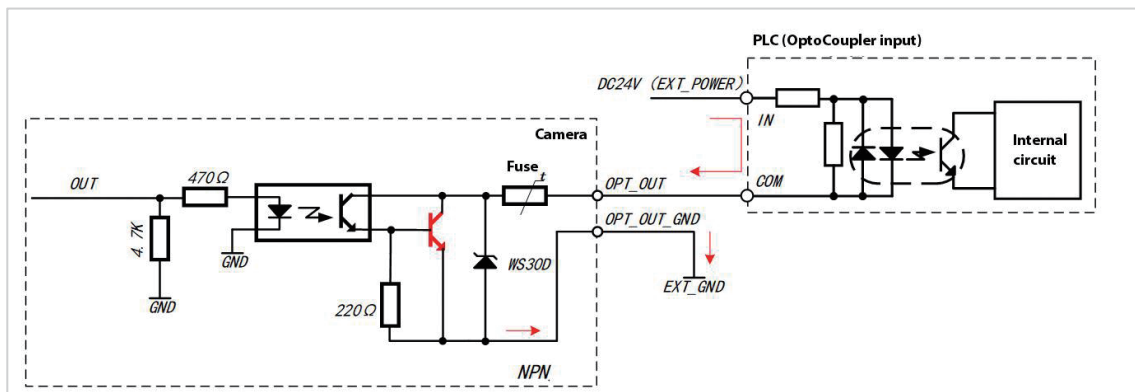 PLC (OptoCoupler input)
DC24V (EXT_POWER)
IN
Camera
Internal
circuit
Fuse
t
OUT
470Ω
OPT_OUT
COM
4.7K
GND
OPT_OUT_GND
WS30D
GND
220Ω
EXT_GND
NPN